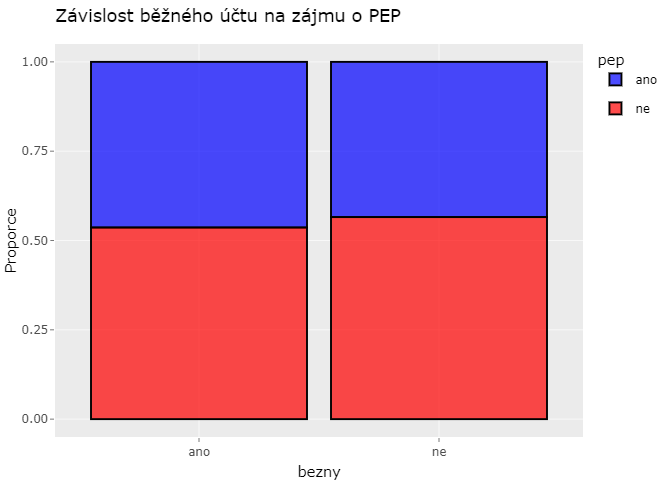 Závislost běžného účtu na zájmu o PEP
pep
ano
ne
1.00
0.75
0.50
0.25
0.00
Proporce
ano
ne
bezny